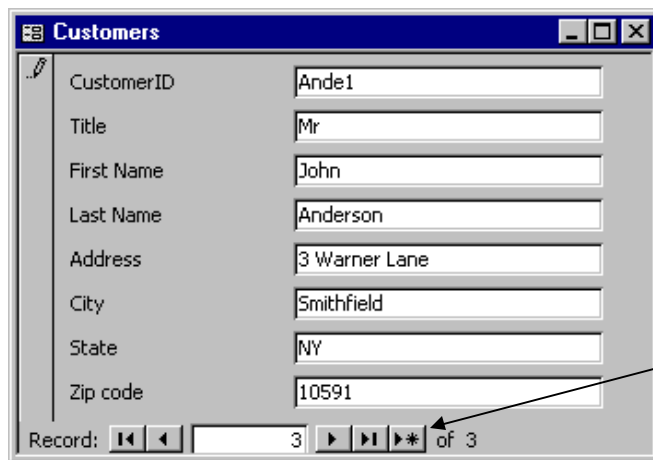 Customers
CustomerID Ande1
Title Mr
First Name John
Last Name Anderson
Address 3 Warner Lane
City Smithfield
State NY
Zip code 10591
Record: 3 of 3